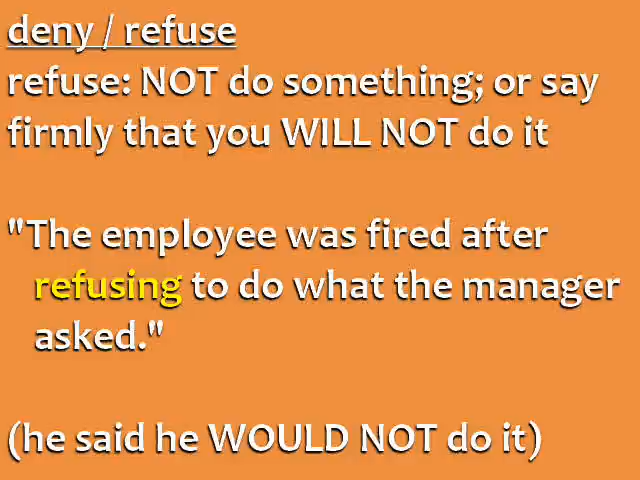 deny / refuse
refuse: NOT do something; or say
firmly that you WILL NOT do it
"The employee was fired after
refusing to do what the manager
asked."
(he said he WOULD NOT do it)